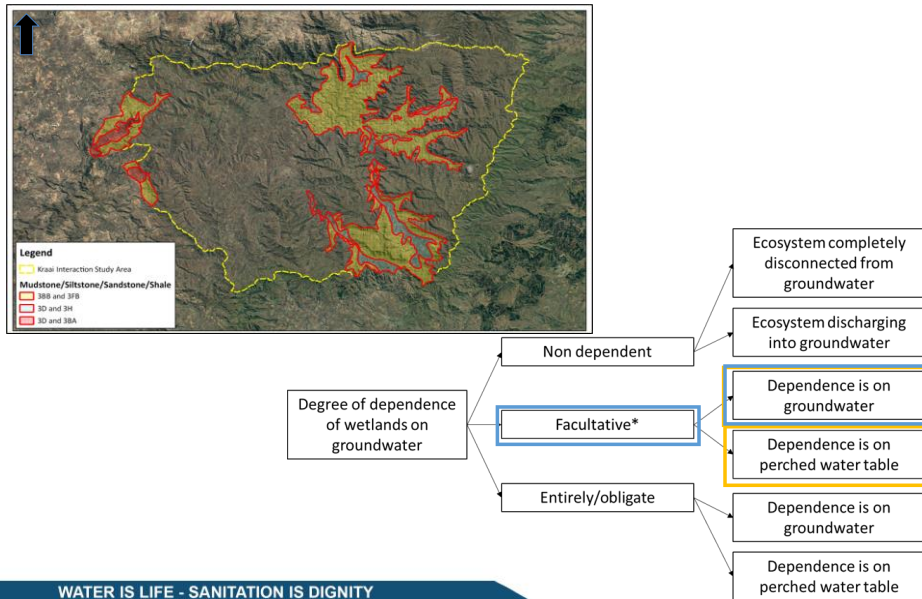 Legend
Kraai Interaction Study Area
Mudstone/Siltstone/Sandstone/Shale
3BB and 3FB
3D and 3H
3D and 3BA
Degree of dependence
of wetlands on
groundwater
Non dependent
Ecosystem completely
disconnected from
groundwater
Ecosystem discharging
into groundwater
Facultative*
Dependence is on
groundwater
Dependence is on
perched water table
Entirely/obligate
Dependence is on
groundwater
Dependence is on
perched water table
WATER IS LIFE - SANITATION IS DIGNITY